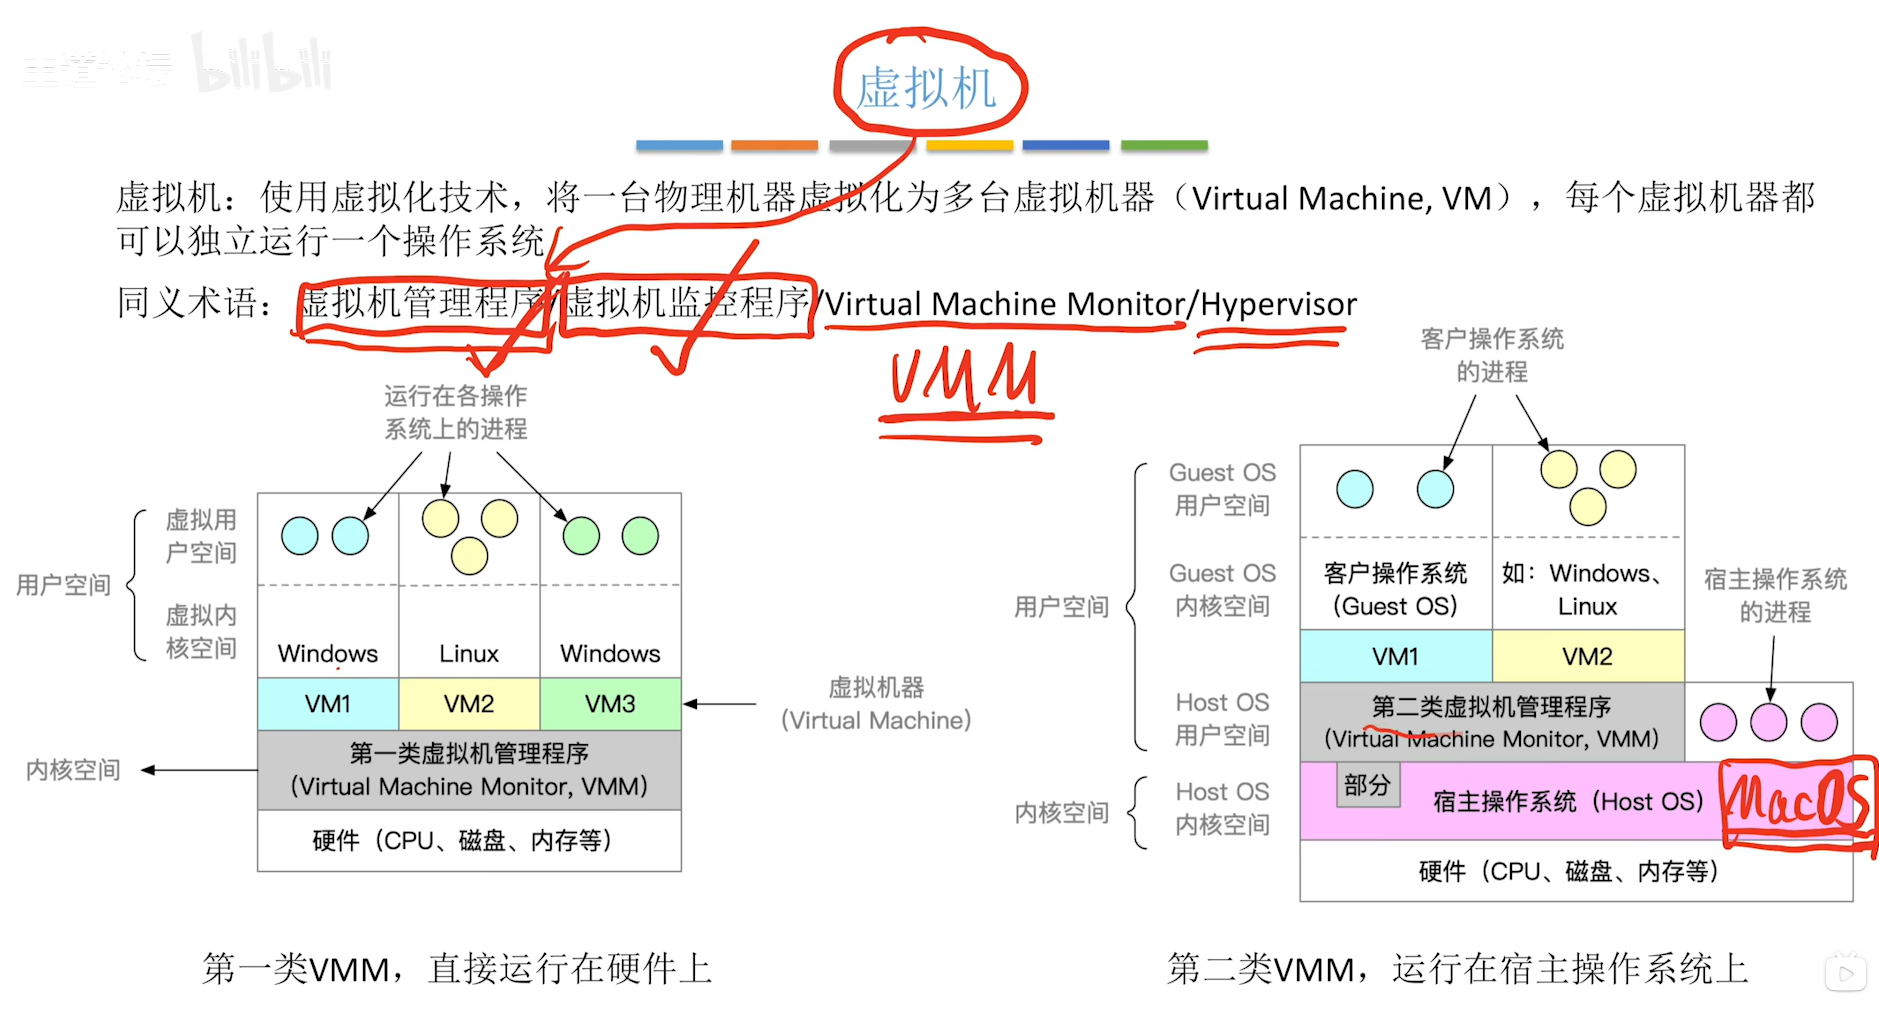 王道论坛 bilibili
虚拟机
虚拟机：使用虚拟化技术，将一台物理机器虚拟化为多台虚拟机器（Virtual Machine, VM），每个虚拟机器都
可以独立运行一个操作系统
同义术语：虚拟机管理程序/虚拟机监控程序/Virtual Machine Monitor/Hypervisor
VMM
运行在各操作
系统上的进程
用户空间
虚拟用
户空间
虚拟内
核空间
Windows
Linux
Windows
VM1
VM2
VM3
虚拟机器
（Virtual Machine）
内核空间
第一类虚拟机管理程序
（Virtual Machine Monitor, VMM）
硬件（CPU、磁盘、内存等）
第一类VMM，直接运行在硬件上
客户操作系统
的进程
用户空间
Guest OS
用户空间
Guest OS
内核空间
客户操作系统
（Guest OS）
如：Windows、
Linux
宿主操作系统
的进程
VM1
VM2
Host OS
用户空间
第二类虚拟机管理程序
（Virtual Machine Monitor, VMM）
内核空间
Host OS
内核空间
部分
宿主操作系统（Host OS）
MacOS
硬件（CPU、磁盘、内存等）
第二类VMM，运行在宿主操作系统上